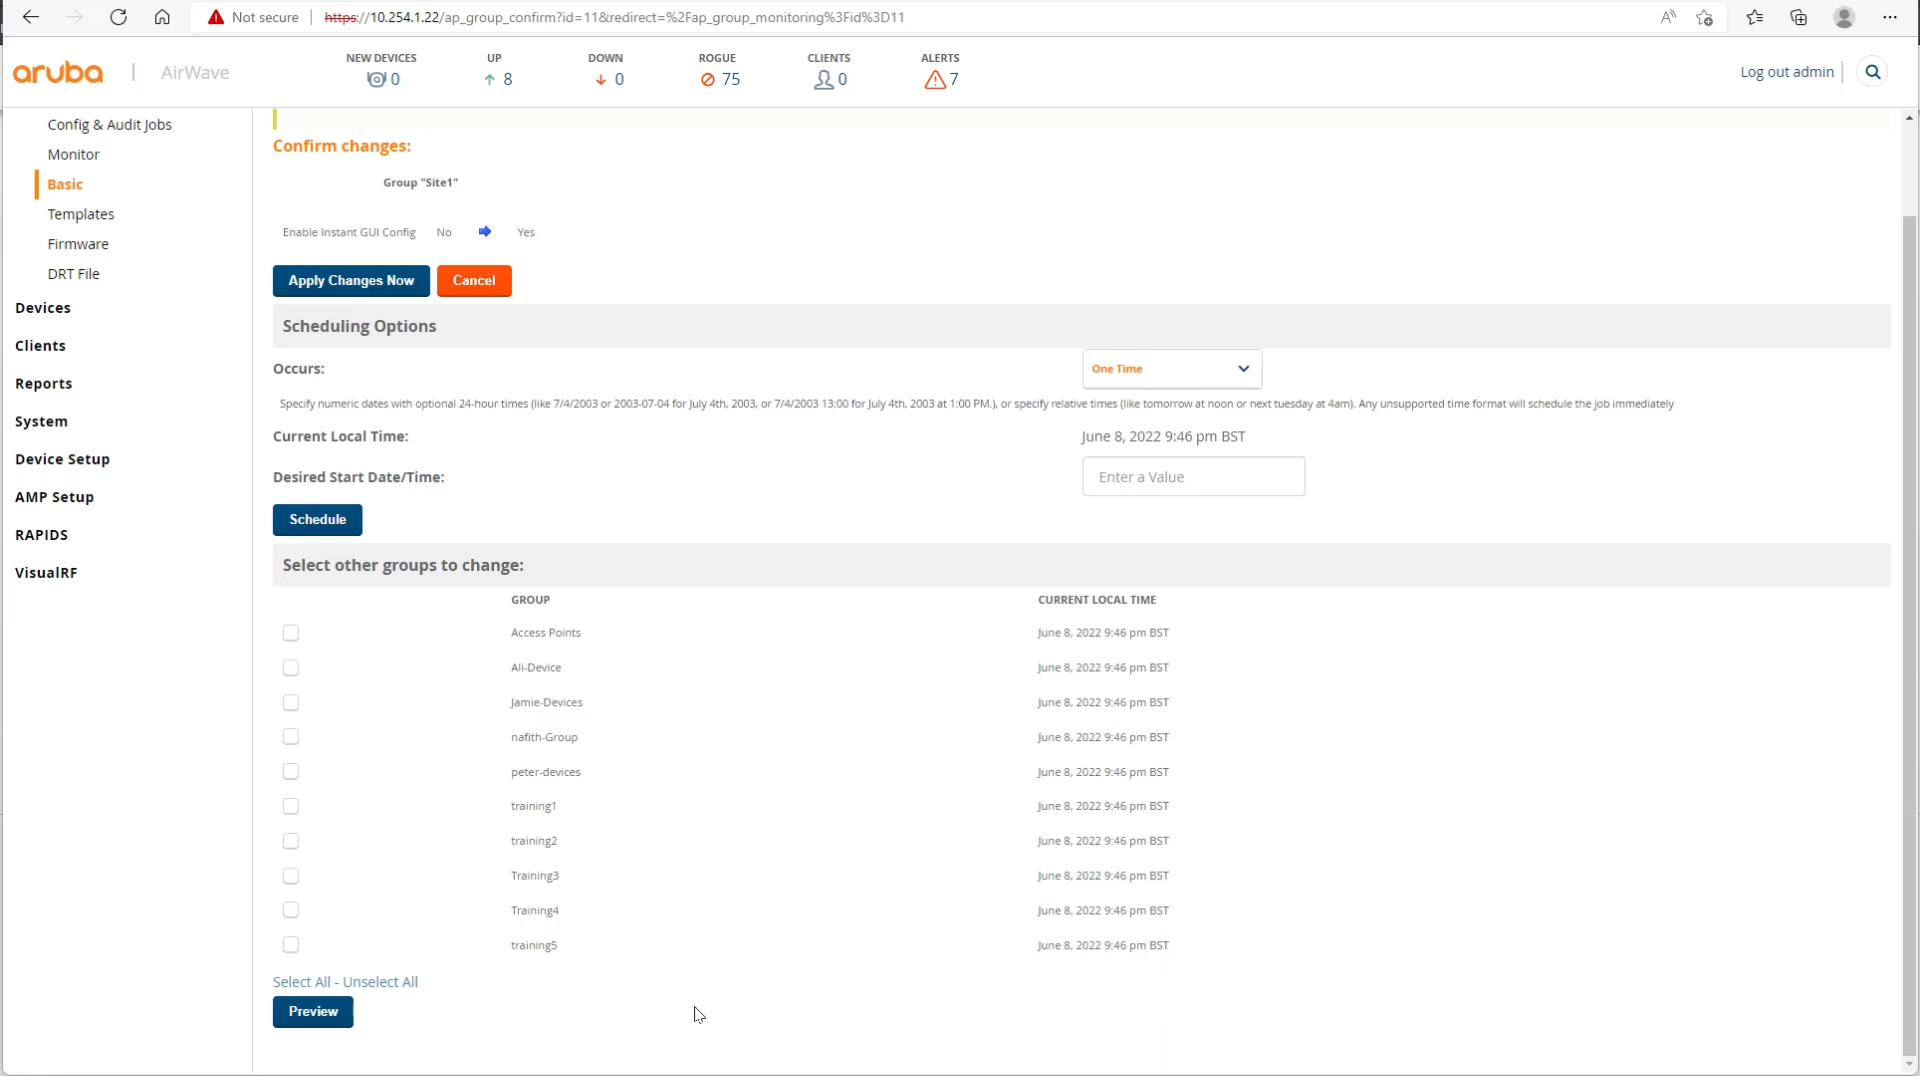 Not secure
https://10.254.1.22/ap_group_confirm?id=11&redirect=%2Fap_group_monitoring%3Fid%3D11
aruba
AirWave
NEW DEVICES
0
UP
8
DOWN
0
ROGUE
75
CLIENTS
0
ALERTS
7
Log out admin
Config & Audit Jobs
Monitor
Basic
Templates
Firmware
DRT File
Devices
Clients
Reports
System
Device Setup
AMP Setup
RAPIDS
VisualRF
Confirm changes:
Group "Site1"
Enable Instant GUI Config No Yes
Apply Changes Now
Cancel
Scheduling Options
Occurs:
One Time
Specify numeric dates with optional 24-hour times (like 7/4/2003 or 2003-07-04 for July 4th, 2003, or 7/4/2003 13:00 for July 4th, 2003 at 1:00 PM.), or specify relative times (like tomorrow at noon or next tuesday at 4am). Any unsupported time format will schedule the job immediately
Current Local Time:
June 8, 2022 9:46 pm BST
Desired Start Date/Time:
Enter a Value
Schedule
Select other groups to change:
GROUP CURRENT LOCAL TIME
Access Points June 8, 2022 9:46 pm BST
Ali-Device June 8, 2022 9:46 pm BST
Jamie-Devices June 8, 2022 9:46 pm BST
nafith-Group June 8, 2022 9:46 pm BST
peter-devices June 8, 2022 9:46 pm BST
training1 June 8, 2022 9:46 pm BST
training2 June 8, 2022 9:46 pm BST
Training3 June 8, 2022 9:46 pm BST
Training4 June 8, 2022 9:46 pm BST
training5 June 8, 2022 9:46 pm BST
Select All - Unselect All
Preview